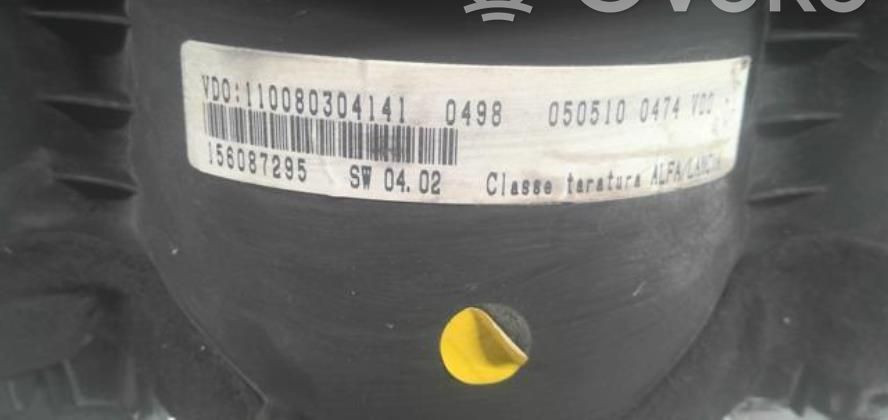 VDO:110080304141 0498 050510 0474 VDO
156087295 SW 04.02 Classe taratura ALFA/LANCIA